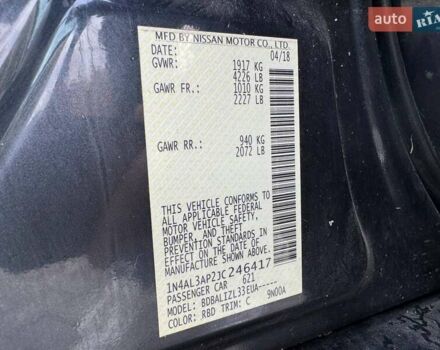 auto
RIA
MFD BY NISSAN MOTOR CO., LTD.
DATE: 04/18
GVWR: 1917 KG
4226 LB
GAWR FR.: 1010 KG
2227 LB
GAWR RR.: 940 KG
2072 LB
THIS VEHICLE CONFORMS TO
ALL APPLICABLE FEDERAL
MOTOR VEHICLE SAFETY,
BUMPER, AND THEFT
PREVENTION STANDARDS IN
EFFECT ON THE DATE OF
MANUFACTURE SHOWN ABOVE.
1N4AL3AP2JC246417
PASSENGER CAR 621
MODEL: BDBALIZL33EUA-----
COLOR: RBD TRIM: C 9N00A